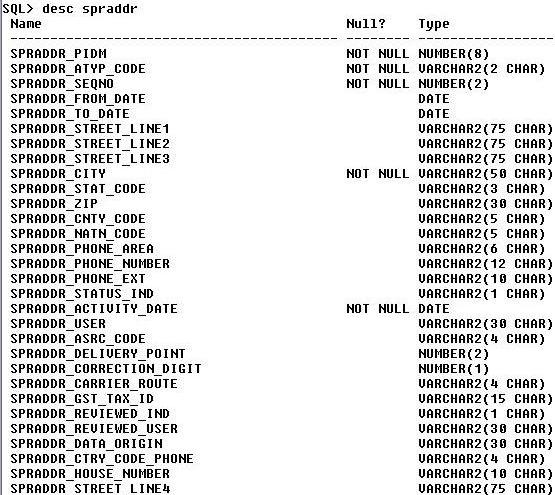 SQL> desc spraddr
Name Null? Type
----------------------------------------- -------- ----------------
SPRADDR_PIDM NOT NULL NUMBER(8)
SPRADDR_ATYP_CODE NOT NULL VARCHAR2(2 CHAR)
SPRADDR_SEQNO NOT NULL NUMBER(2)
SPRADDR_FROM_DATE DATE
SPRADDR_TO_DATE DATE
SPRADDR_STREET_LINE1 VARCHAR2(75 CHAR)
SPRADDR_STREET_LINE2 VARCHAR2(75 CHAR)
SPRADDR_STREET_LINE3 VARCHAR2(75 CHAR)
SPRADDR_CITY NOT NULL VARCHAR2(50 CHAR)
SPRADDR_STAT_CODE VARCHAR2(3 CHAR)
SPRADDR_ZIP VARCHAR2(30 CHAR)
SPRADDR_CNTY_CODE VARCHAR2(5 CHAR)
SPRADDR_NATN_CODE VARCHAR2(5 CHAR)
SPRADDR_PHONE_AREA VARCHAR2(6 CHAR)
SPRADDR_PHONE_NUMBER VARCHAR2(12 CHAR)
SPRADDR_PHONE_EXT VARCHAR2(10 CHAR)
SPRADDR_STATUS_IND VARCHAR2(1 CHAR)
SPRADDR_ACTIVITY_DATE NOT NULL DATE
SPRADDR_USER VARCHAR2(30 CHAR)
SPRADDR_ASRC_CODE VARCHAR2(4 CHAR)
SPRADDR_DELIVERY_POINT NUMBER(2)
SPRADDR_CORRECTION_DIGIT NUMBER(1)
SPRADDR_CARRIER_ROUTE VARCHAR2(4 CHAR)
SPRADDR_GST_TAX_ID VARCHAR2(15 CHAR)
SPRADDR_REVIEWED_IND VARCHAR2(1 CHAR)
SPRADDR_REVIEWED_USER VARCHAR2(30 CHAR)
SPRADDR_DATA_ORIGIN VARCHAR2(30 CHAR)
SPRADDR_CTRY_CODE_PHONE VARCHAR2(4 CHAR)
SPRADDR_HOUSE_NUMBER VARCHAR2(10 CHAR)
SPRADDR_STREET_LINE4 VARCHAR2(75 CHAR)